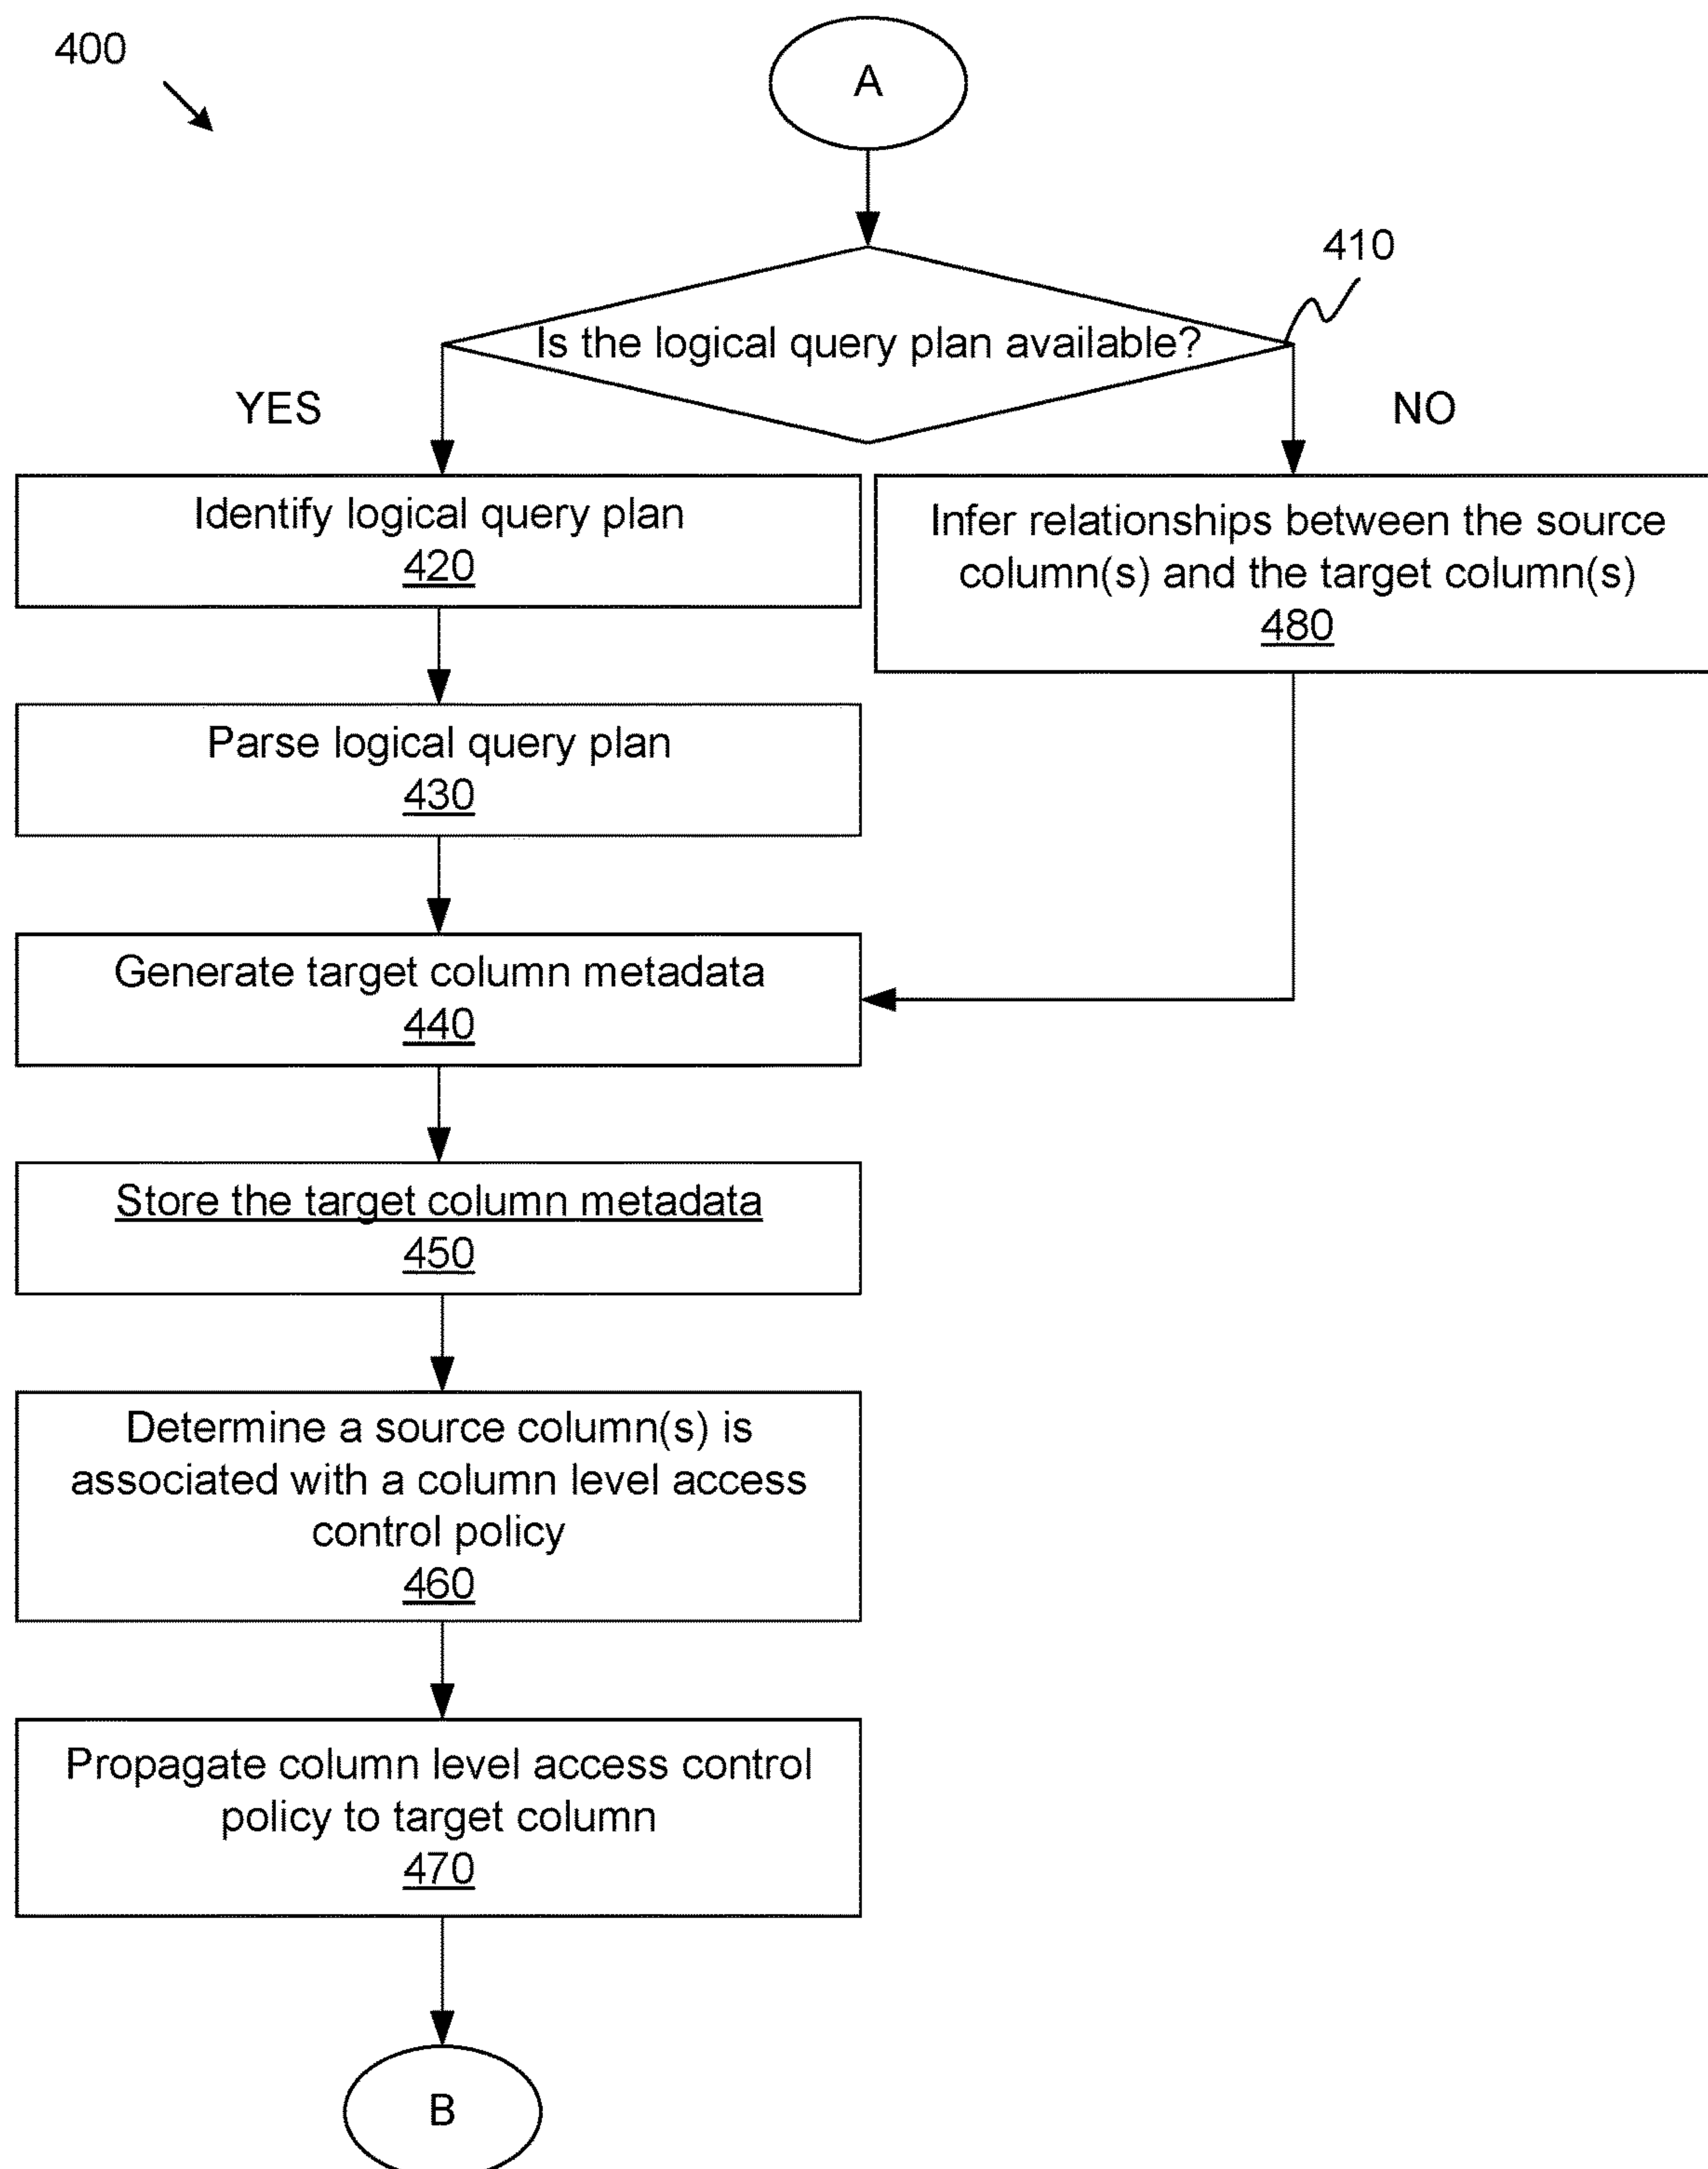 400
A
410
Is the logical query plan available?
YES
NO
Identify logical query plan
420
Infer relationships between the source
column(s) and the target column(s)
480
Parse logical query plan
430
Generate target column metadata
440
Store the target column metadata
450
Determine a source column(s) is
associated with a column level access
control policy
460
Propagate column level access control
policy to target column
470
B